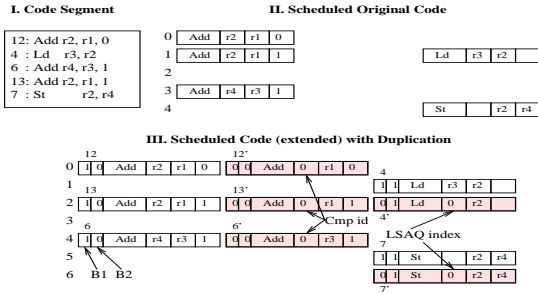 I. Code Segment
12: Add r2, r1, 0
4 : Ld r3, r2
6 : Add r4, r3, 1
13: Add r2, r1, 1
7 : St r2, r4
II. Scheduled Original Code
0 Add r2 r1 0
1 Add r2 r1 1 Ld r3 r2
2
3 Add r4 r3 1
4 St r2 r4
III. Scheduled Code (extended) with Duplication
12 12'
0 1 0 Add r2 r1 0 0 0 Add 0 r1 0
4
1 1 1 Ld r3 r2
13 13'
2 1 0 Add r2 r1 1 0 0 Add 0 r1 1 0 1 Ld 0 r2
4'
3 Cmp id
6 6'
4 1 0 Add r4 r3 1 0 0 Add 0 r3 1
LSAQ index
7
5 1 1 St r2 r4
6 B1 B2 0 1 St 0 r2 r4
7'